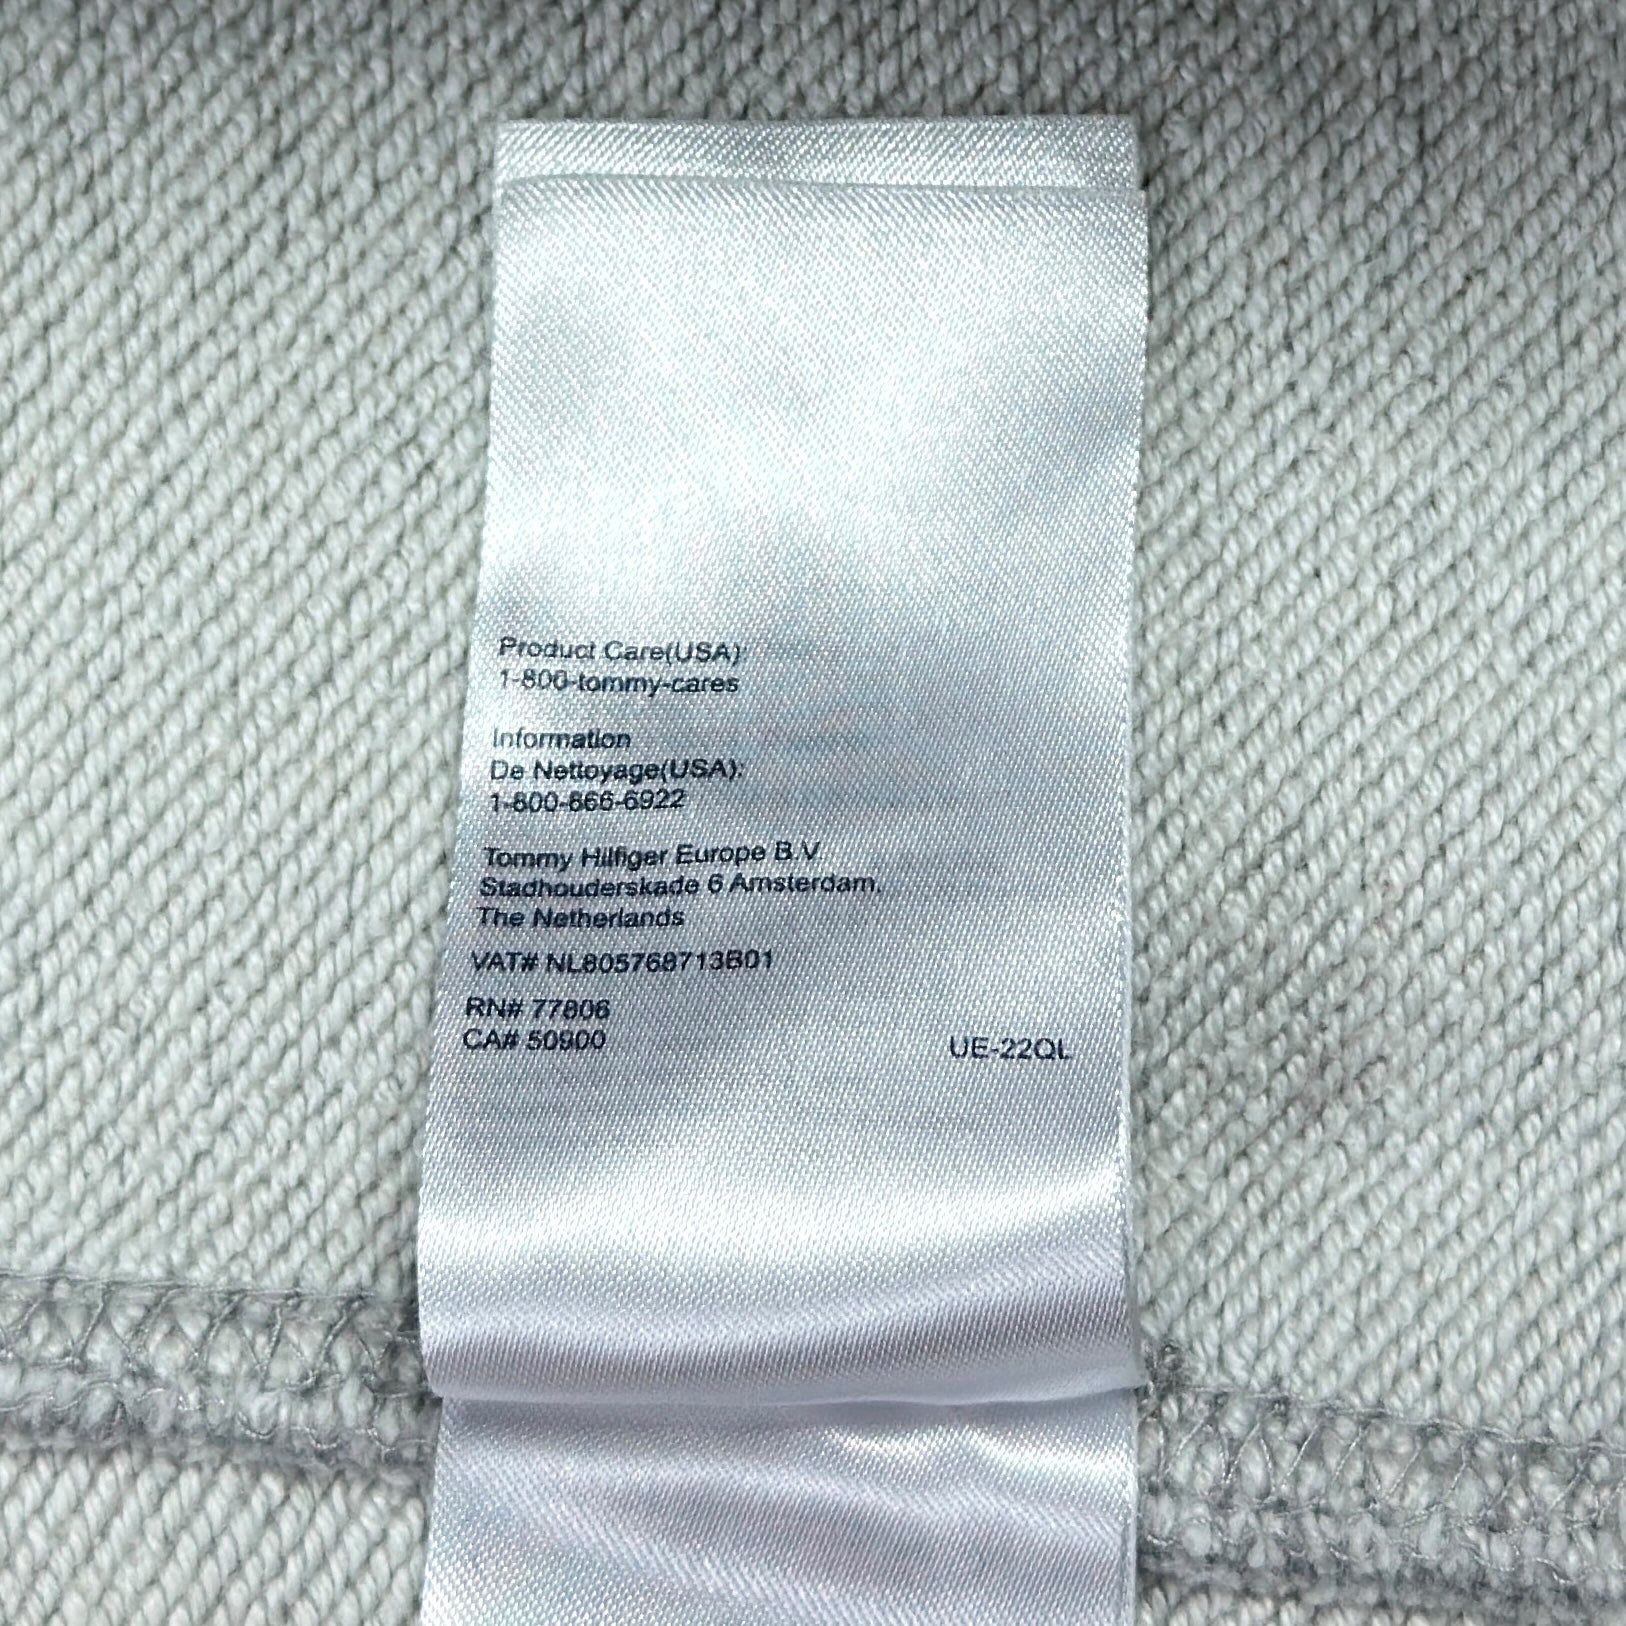 Product Care(USA):
1-800-tommy-cares
Information
De Nettoyage(USA):
1-800-866-6922
Tommy Hilfiger Europe B.V.
Stadhouderskade 6 Amsterdam,
The Netherlands
VAT# NL805768713B01
RN# 77806
CA# 50900
UE-22QL